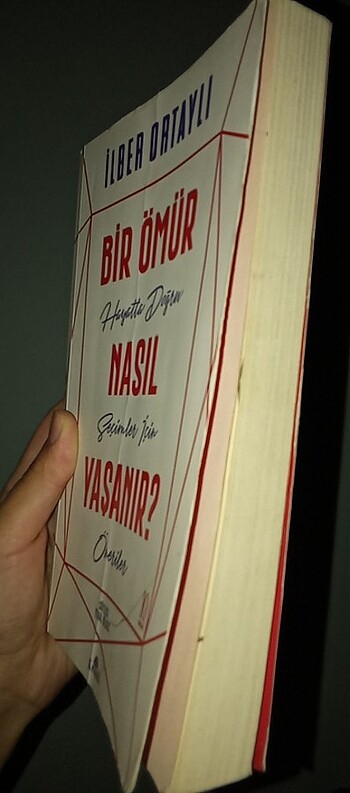 İLBER ORTAYLI
BİR ÖMÜR
Hayatta Doğru
NASIL
Seçimler İçin
YAŞANIR?
Öneriler